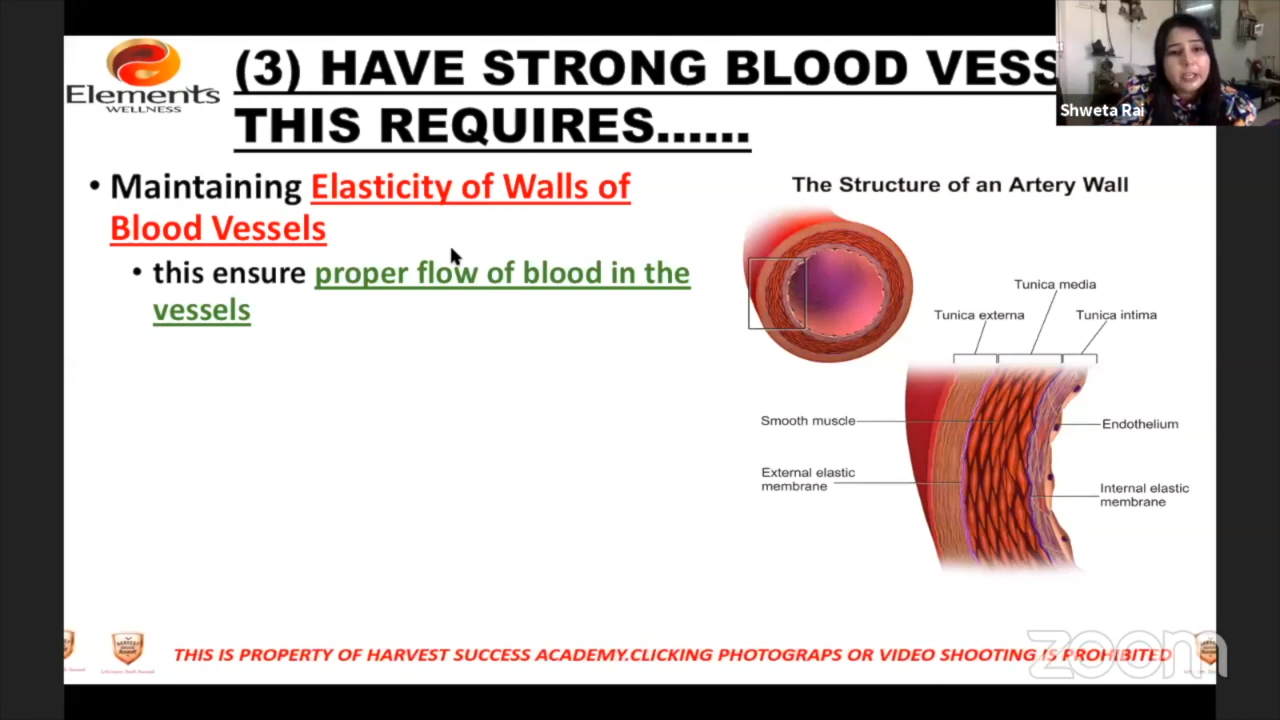 Elements
WELLNESS
(3) HAVE STRONG BLOOD VESS
THIS REQUIRES......
Shweta Rai
• Maintaining Elasticity of Walls of
Blood Vessels
• this ensure proper flow of blood in the
vessels
The Structure of an Artery Wall
Tunica media
Tunica externa
Tunica intima
Smooth muscle
Endothelium
External elastic
membrane
Internal elastic
membrane
THIS IS PROPERTY OF HARVEST SUCCESS ACADEMY.CLICKING PHOTOGRAPS OR VIDEO SHOOTING IS PROHIBITED
zoom